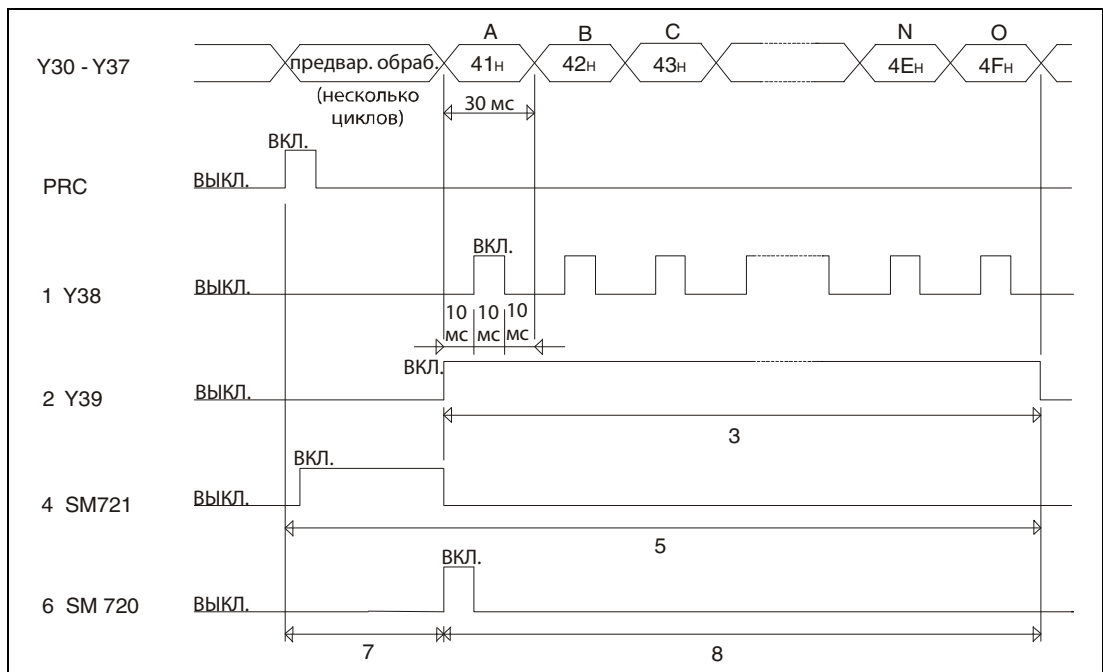 A B C N O
Y30 - Y37 предвар. обраб. 41H 42H 43H 4EH 4FH
(несколько
циклов)
30 мс
ВКЛ.
PRC ВЫКЛ.
ВКЛ.
1 Y38 ВЫКЛ.
10 10 10
мс мс мс
ВКЛ.
2 Y39 ВЫКЛ.
3
ВКЛ.
4 SM721 ВЫКЛ.
5
ВКЛ.
6 SM 720 ВЫКЛ.
7 8